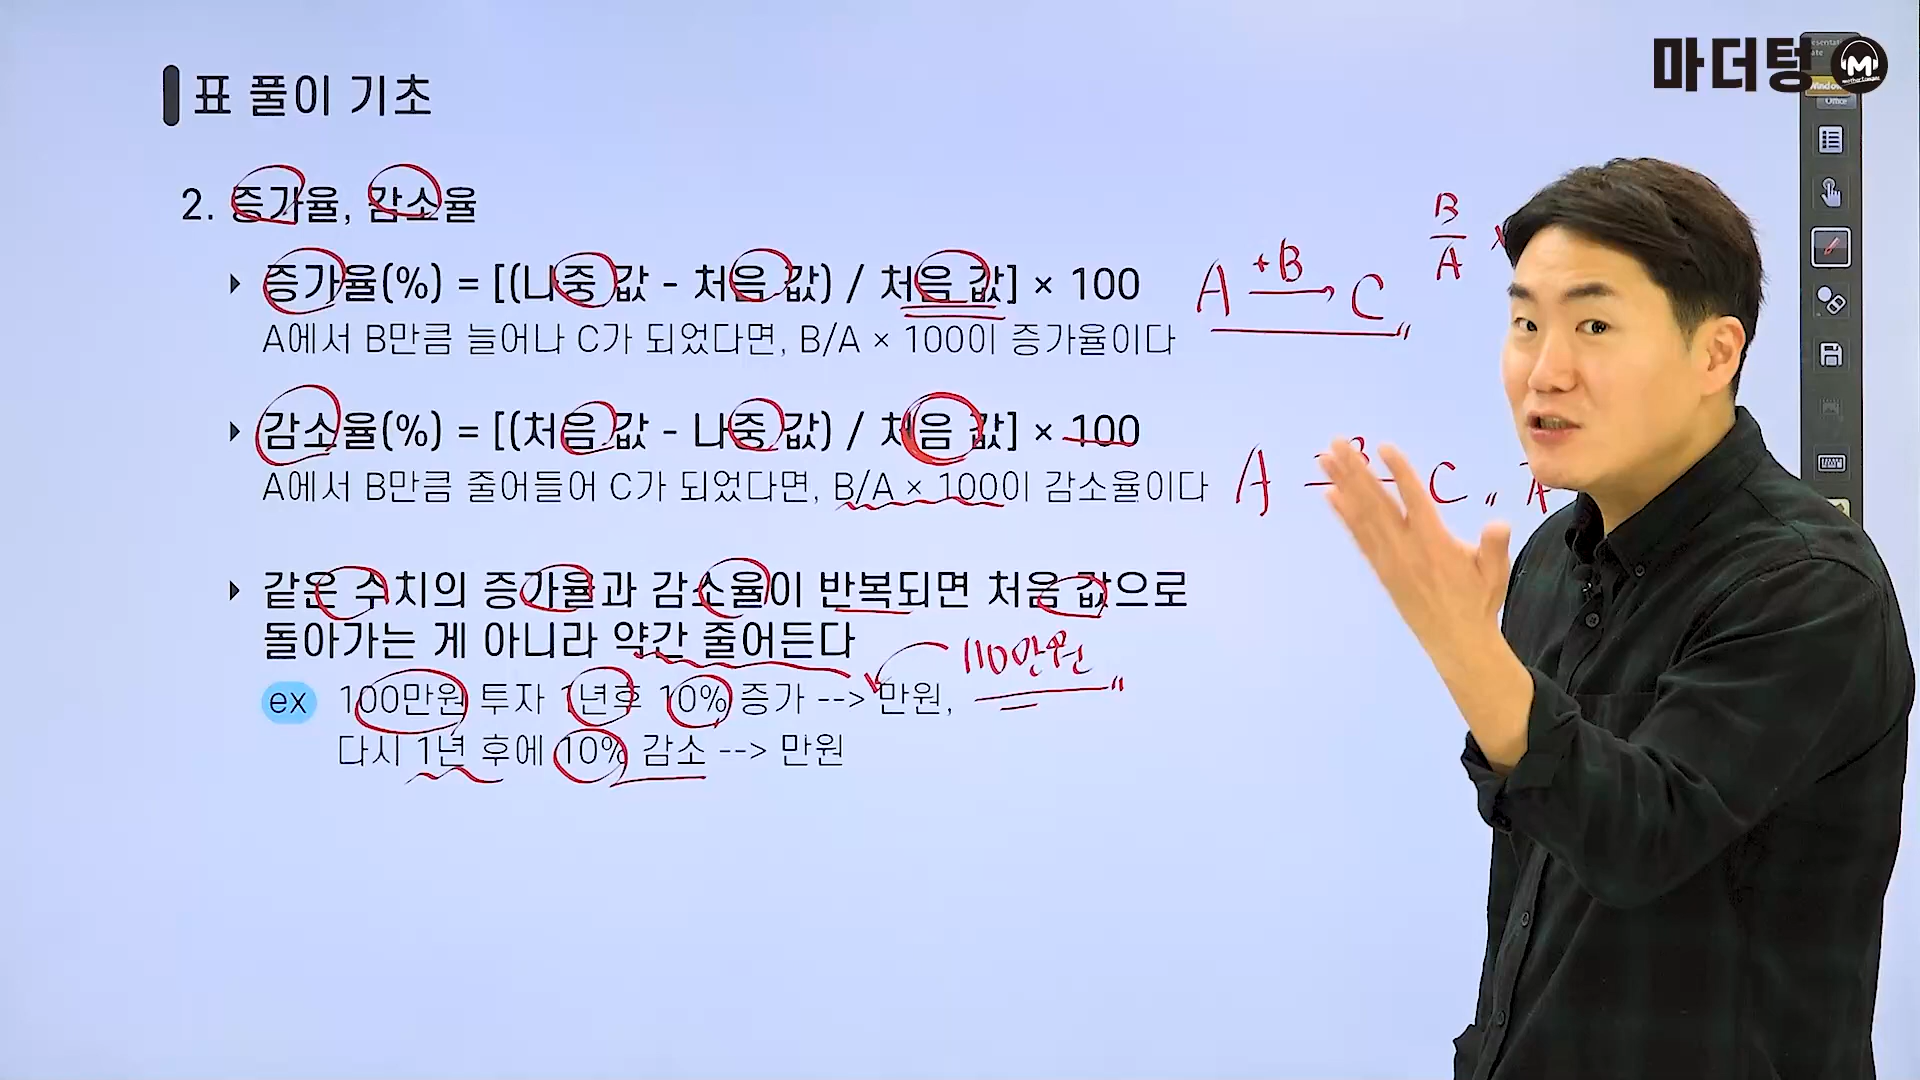 마더텅
M
표 풀이 기초
2. 증가율, 감소율
증가율(%) = [(나중 값 - 처음 값) / 처음 값] × 100
A에서 B만큼 늘어나 C가 되었다면, B/A × 100이 증가율이다
A +B C
B
A
감소율(%) = [(처음 값 - 나중 값) / 처음 값] × 100
A에서 B만큼 줄어들어 C가 되었다면, B/A × 100이 감소율이다
A C
같은 수치의 증가율과 감소율이 반복되면 처음 값으로
돌아가는 게 아니라 약간 줄어든다
110만원
ex 100만원 투자 1년후 10% 증가 --> 만원,
다시 1년 후에 10% 감소 --> 만원